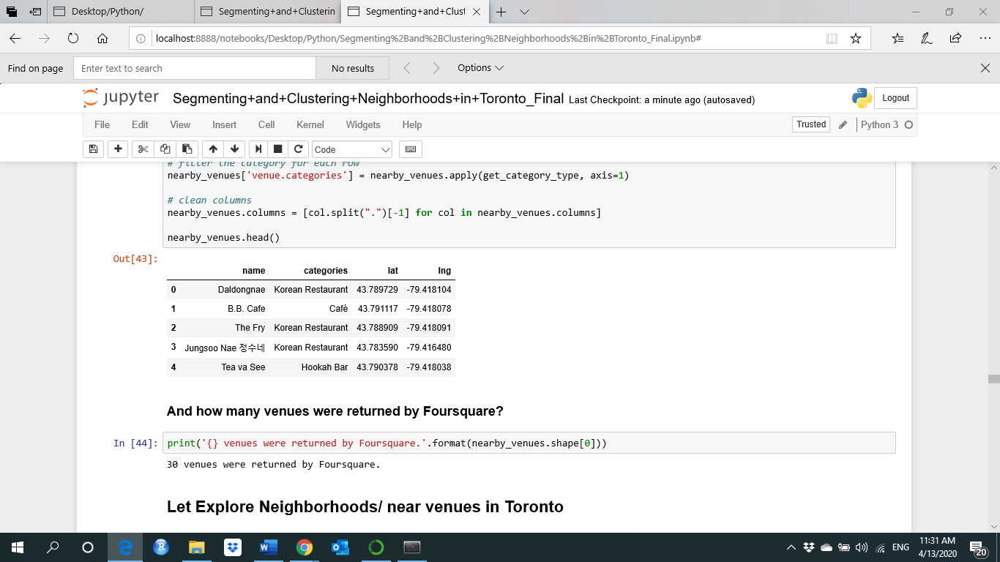 Desktop/Python/
Segmenting+and+Clusterin
Segmenting+and+Clust
localhost:8888/notebooks/Desktop/Python/Segmenting%2Band%2BClustering%2BNeighborhoods%2Bin%2BToronto_Final.ipynb#
Find on page
Enter text to search
No results
Options
jupyter
Segmenting+and+Clustering+Neighborhoods+in+Toronto_Final Last Checkpoint: a minute ago (autosaved)
Logout
File Edit View Insert Cell Kernel Widgets Help
Trusted
Python 3
Code
# filter the category for each row
nearby_venues['venue.categories'] = nearby_venues.apply(get_category_type, axis=1)
# clean columns
nearby_venues.columns = [col.split(".")[-1] for col in nearby_venues.columns]
nearby_venues.head()
Out[43]:
name categories lat lng
0 Daldongnae Korean Restaurant 43.789729 -79.418104
1 B.B. Cafe Café 43.791117 -79.418078
2 The Fry Korean Restaurant 43.788909 -79.418091
3 Jungsoo Nae 정수네 Korean Restaurant 43.783590 -79.416480
4 Tea va See Hookah Bar 43.790378 -79.418038
And how many venues were returned by Foursquare?
In [44]: print('{} venues were returned by Foursquare.'.format(nearby_venues.shape[0]))
30 venues were returned by Foursquare.
Let Explore Neighborhoods/ near venues in Toronto
R
ENG
11:31 AM
4/13/2020
20